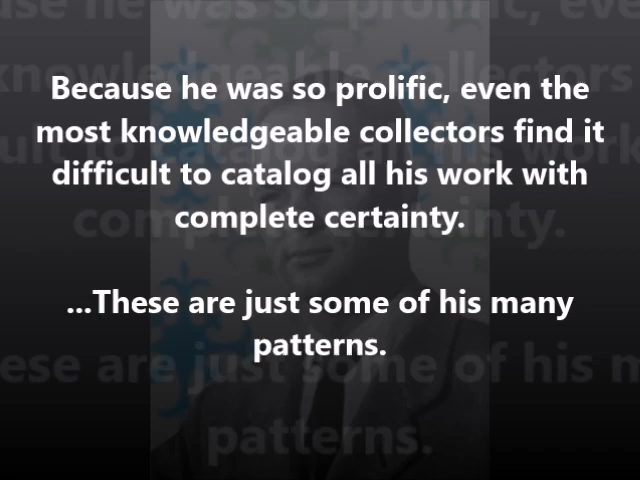 Because he was so prolific, even the
most knowledgeable collectors find it
difficult to catalog all his work with
complete certainty.
...These are just some of his many
patterns.